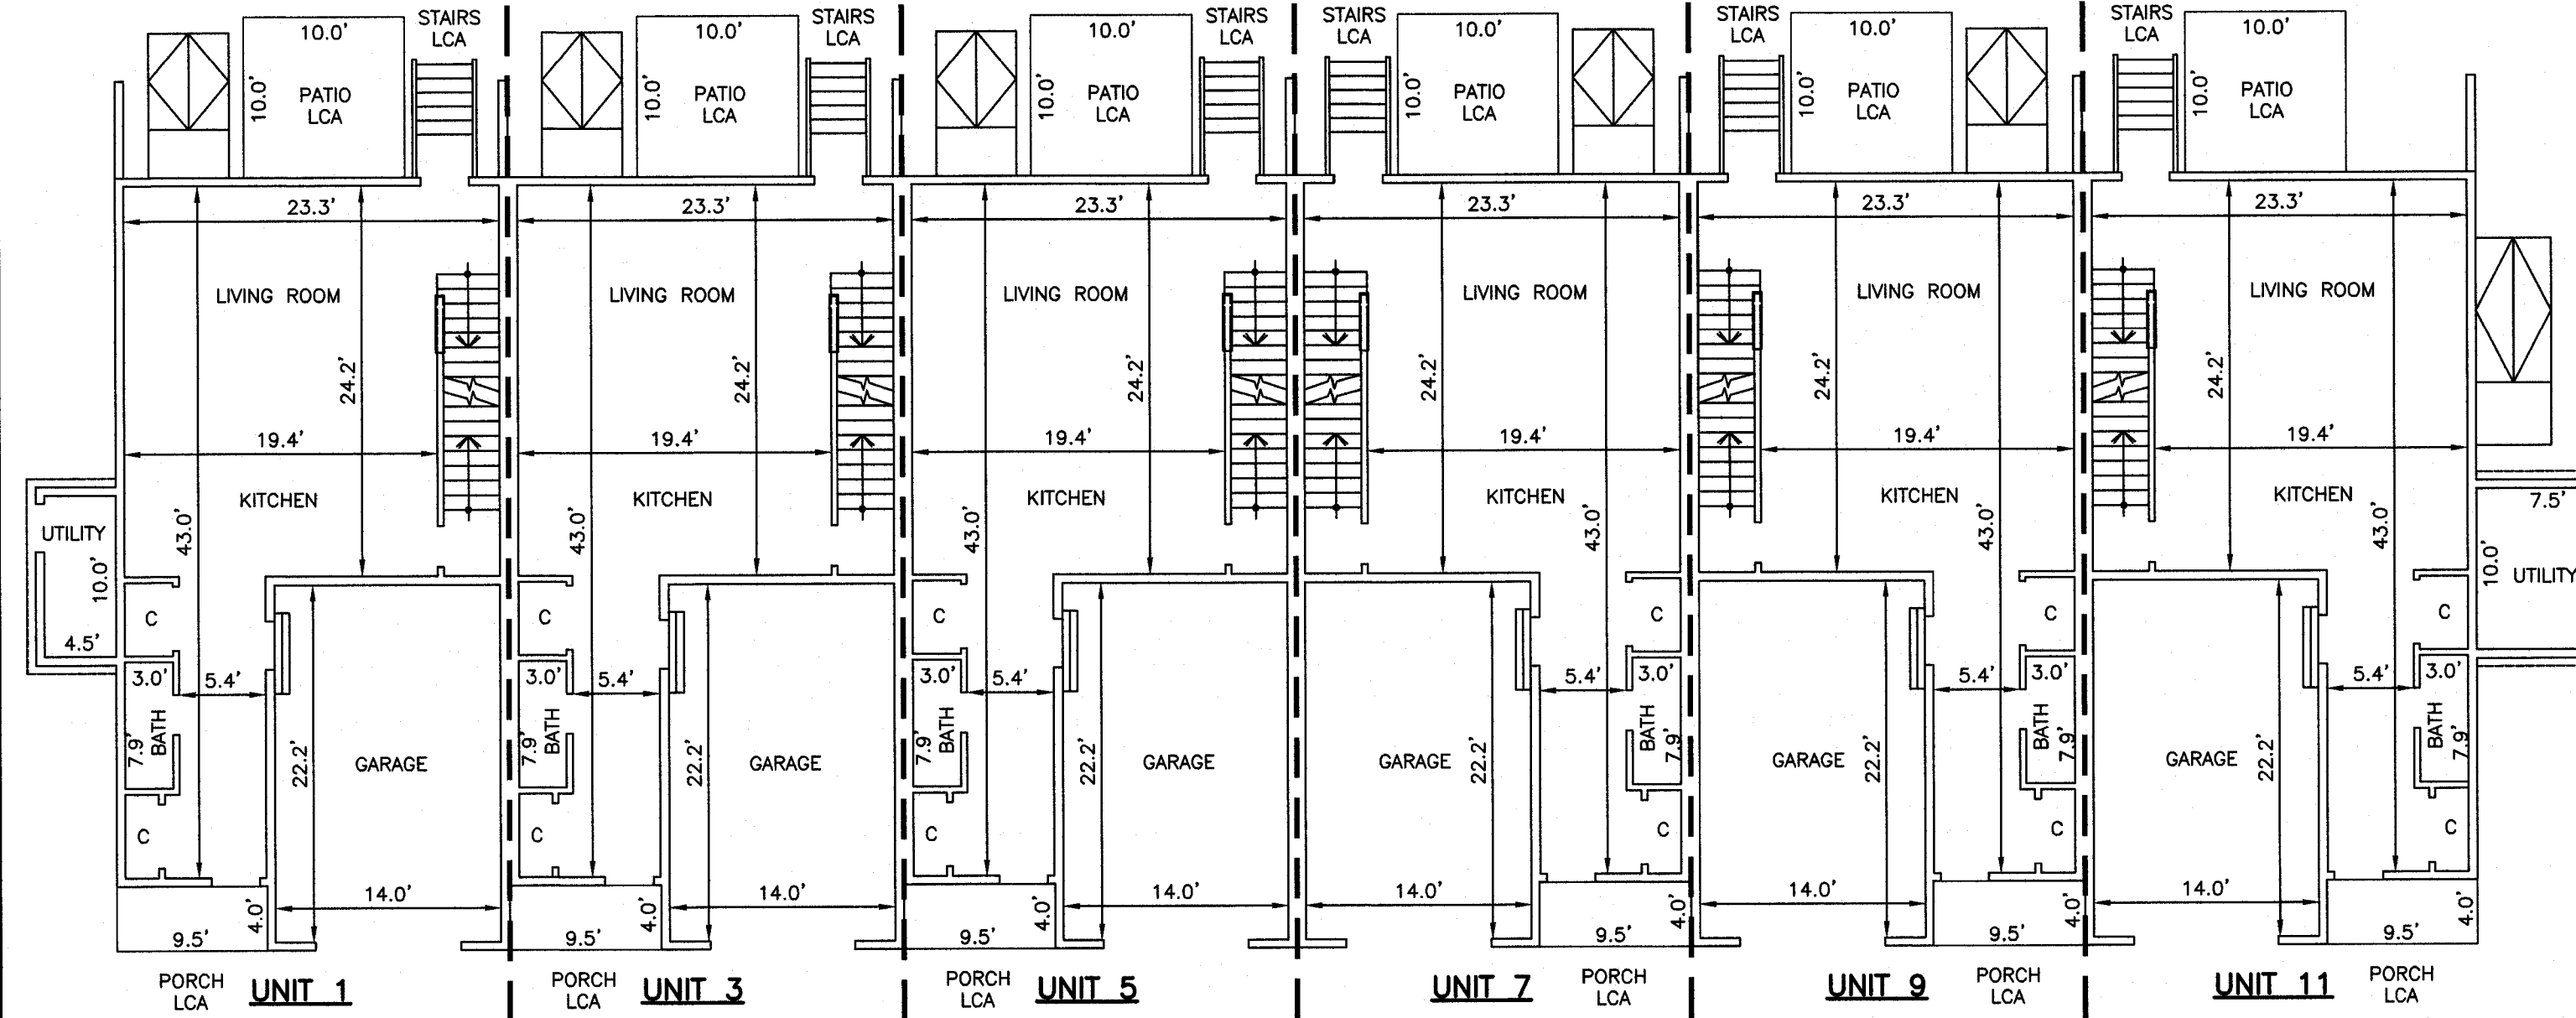 STAIRS
LCA
10.0'
10.0'
PATIO
LCA
23.3'
LIVING ROOM
24.2'
19.4'
KITCHEN
43.0'
UTILITY
10.0'
4.5'
C
3.0'
5.4'
BATH
7.9'
22.2'
GARAGE
C
14.0'
4.0'
9.5'
PORCH
LCA
UNIT 1
STAIRS
LCA
10.0'
10.0'
PATIO
LCA
23.3'
LIVING ROOM
24.2'
19.4'
KITCHEN
43.0'
C
3.0'
5.4'
BATH
7.9'
22.2'
GARAGE
C
14.0'
4.0'
9.5'
PORCH
LCA
UNIT 3
STAIRS
LCA
10.0'
10.0'
PATIO
LCA
23.3'
LIVING ROOM
24.2'
19.4'
KITCHEN
43.0'
C
3.0'
5.4'
BATH
7.9'
22.2'
GARAGE
C
14.0'
4.0'
9.5'
PORCH
LCA
UNIT 5
STAIRS
LCA
10.0'
10.0'
PATIO
LCA
23.3'
LIVING ROOM
24.2'
19.4'
KITCHEN
43.0'
C
5.4'
3.0'
BATH
7.9'
22.2'
GARAGE
C
14.0'
4.0'
9.5'
PORCH
LCA
UNIT 7
STAIRS
LCA
10.0'
10.0'
PATIO
LCA
23.3'
LIVING ROOM
24.2'
19.4'
KITCHEN
43.0'
C
5.4'
3.0'
BATH
7.9'
22.2'
GARAGE
C
14.0'
4.0'
9.5'
PORCH
LCA
UNIT 9
STAIRS
LCA
10.0'
10.0'
PATIO
LCA
23.3'
LIVING ROOM
24.2'
19.4'
KITCHEN
43.0'
7.5'
10.0'
UTILITY
C
5.4'
3.0'
BATH
7.9'
22.2'
GARAGE
C
14.0'
4.0'
9.5'
PORCH
LCA
UNIT 11